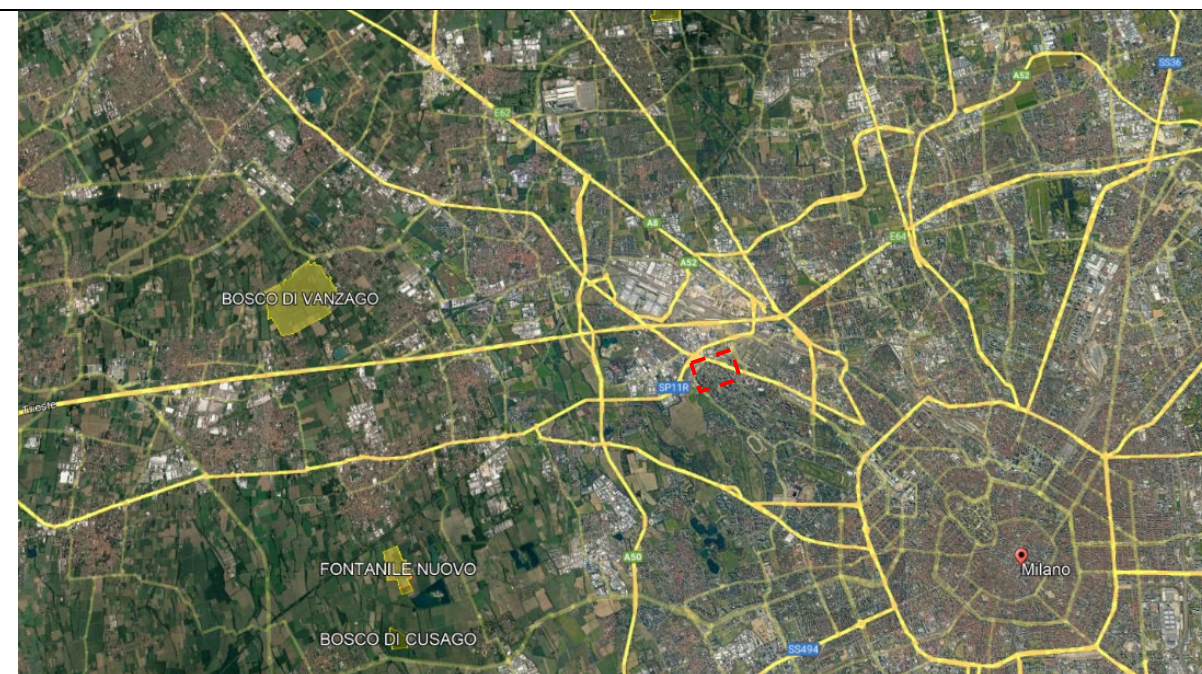 SS36
A52
E62
A8
E64
A52
BOSCO DI VANZAGO
SP11R
Trieste
A50
FONTANILE NUOVO
Milano
BOSCO DI CUSAGO
SS494